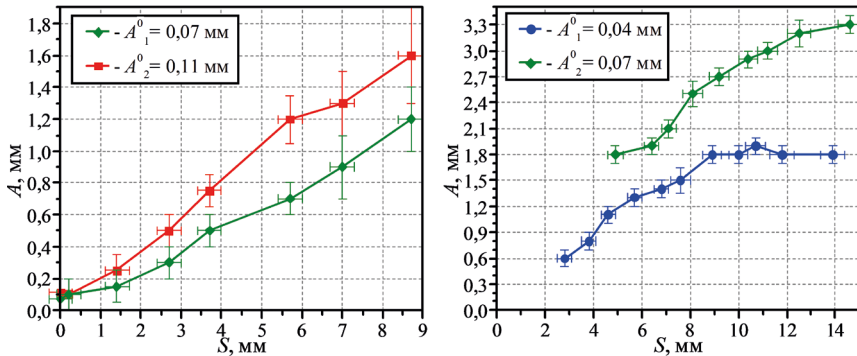 1,8
1,6
1,4
1,2
1,0
0,8
0,6
0,4
0,2
0,0
A, мм
- A⁰₁ = 0,07 мм
- A⁰₂ = 0,11 мм
0 1 2 3 4 5 6 7 8 9
S, мм
3,3
3,0
2,7
2,4
2,1
1,8
1,5
1,2
0,9
0,6
0,3
0,0
A, мм
- A⁰₁ = 0,04 мм
- A⁰₂ = 0,07 мм
0 2 4 6 8 10 12 14
S, мм